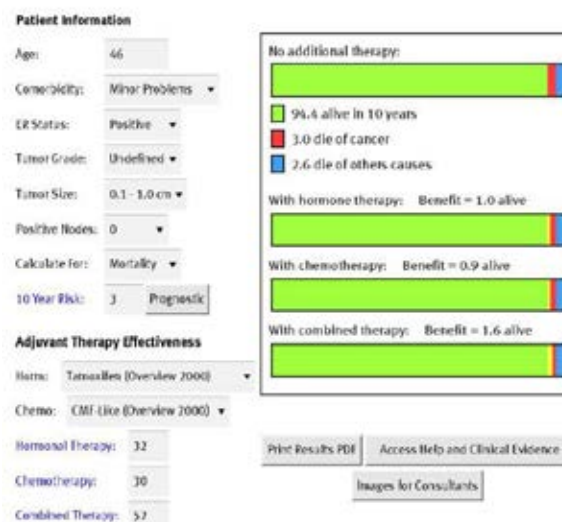 Patient Information
Age: 46
Comorbidity: Minor Problems
ER Status: Positive
Tumor Grade: Undefined
Tumor Size: 0.1 - 1.0 cm
Positive Nodes: 0
Calculate For: Mortality
10 Year Risk: 3 Prognostic
Adjuvant Therapy Effectiveness
Horm: Tamoxifen (Overview 2000)
Chemo: CMF-Like (Overview 2000)
Hormonal Therapy: 32
Chemotherapy: 30
Combined Therapy: 52
No additional therapy:
94.4 alive in 10 years
3.0 die of cancer
2.6 die of others causes
With hormone therapy: Benefit = 1.0 alive
With chemotherapy: Benefit = 0.9 alive
With combined therapy: Benefit = 1.6 alive
Print Results PDF
Access Help and Clinical Evidence
Images for Consultants